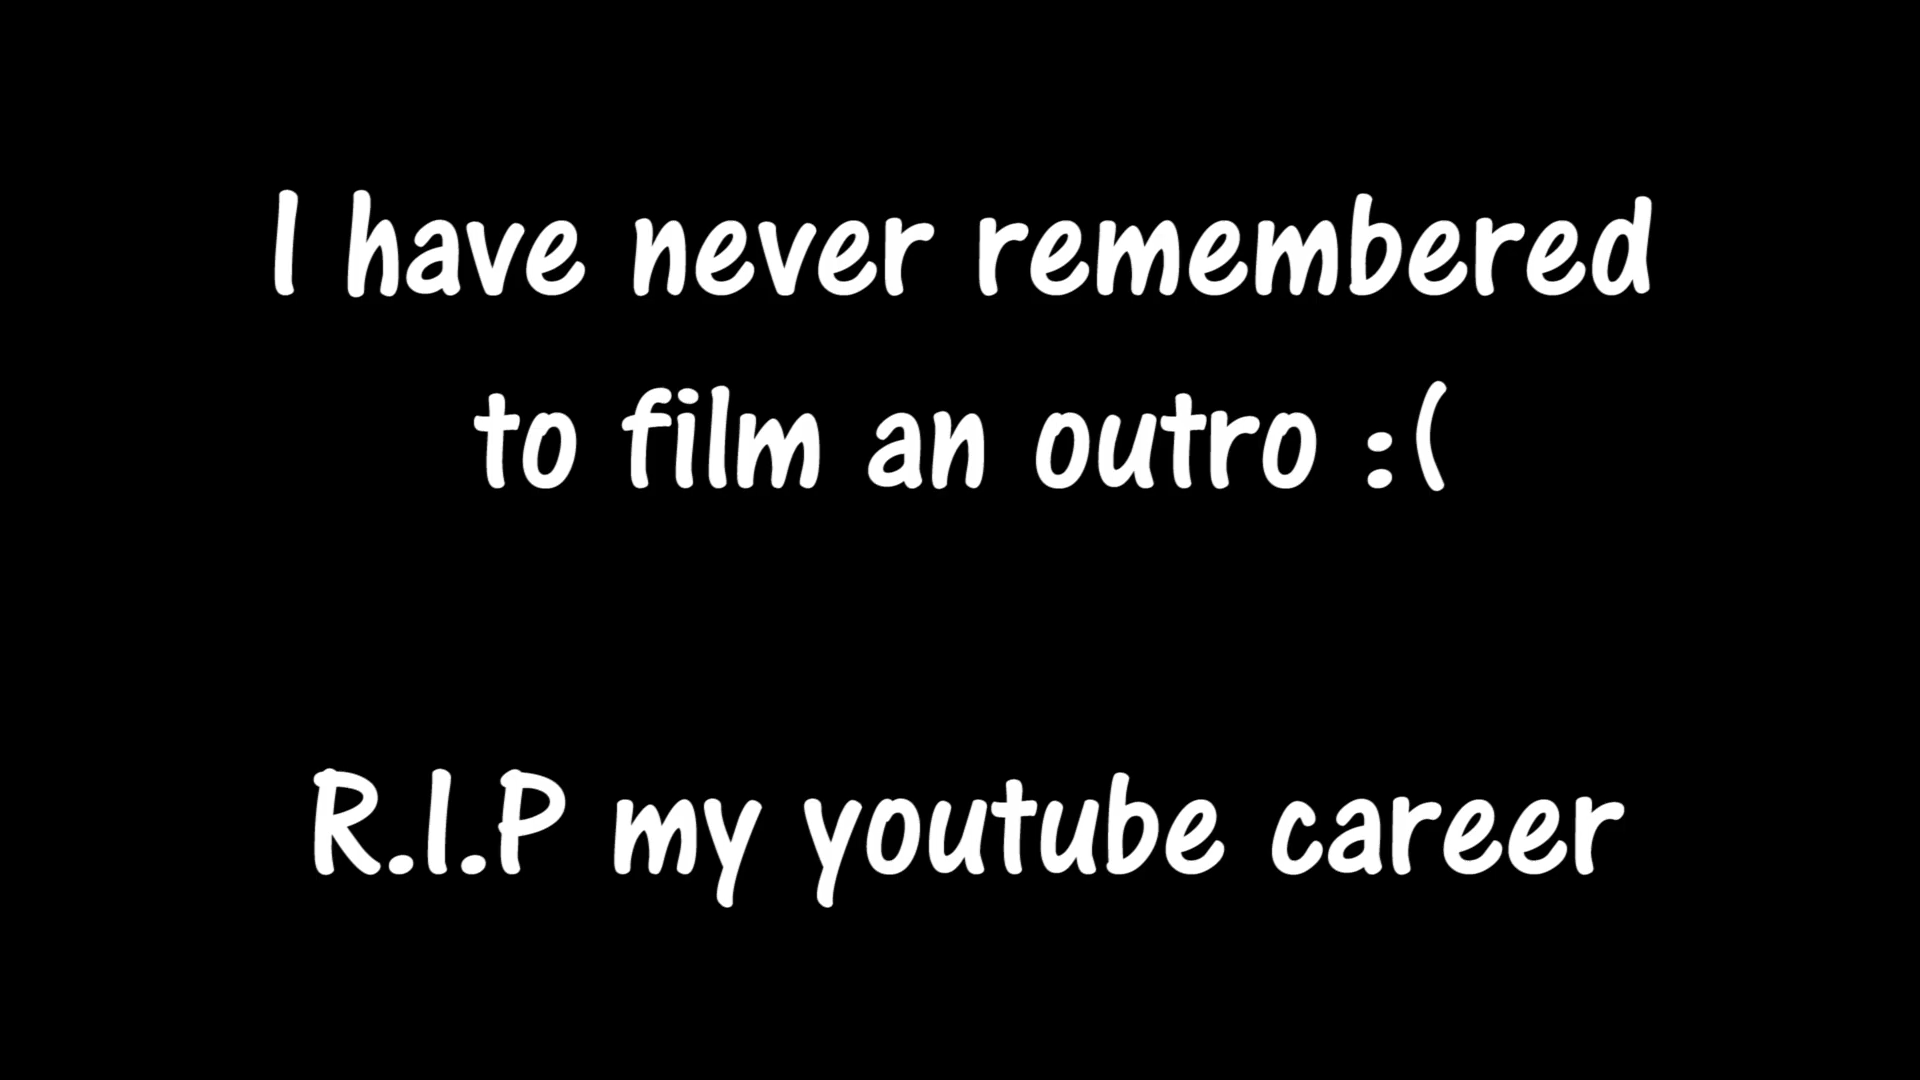 I have never remembered
to film an outro :(
R.I.P my youtube career